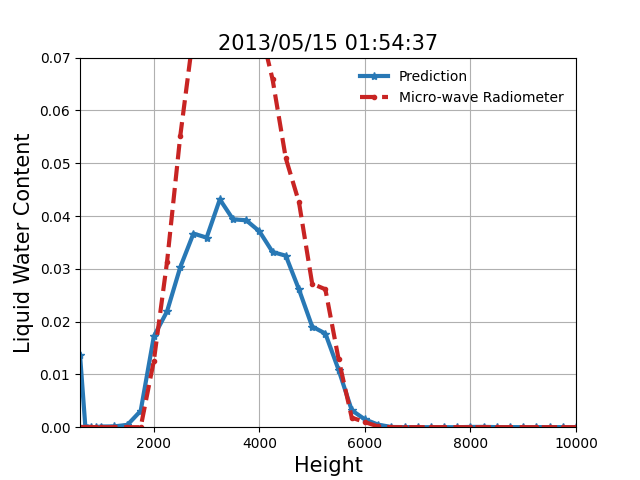 2013/05/15 01:54:37
0.07
0.06
0.05
0.04
0.03
0.02
0.01
0.00
Liquid Water Content
Prediction
Micro-wave Radiometer
2000 4000 6000 8000 10000
Height